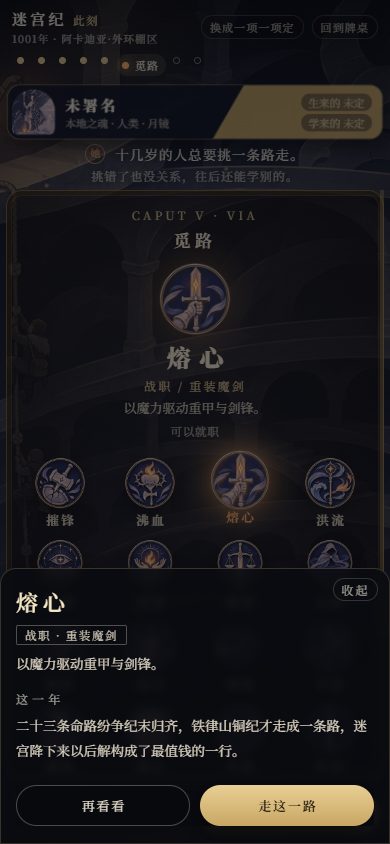 迷宫纪 此刻
换成一项一项定
回到牌桌
1001年 · 阿卡迪亚·外环棚区
觅路
未署名
生来的 未定
本地之魂 · 人类 · 月镜
学来的 未定
十几岁的人总要挑一条路走。
挑错了也没关系，往后还能学别的。
CAPUT V · VIA
觅路
熔心
战职 / 重装魔剑
以魔力驱动重甲与剑锋。
可以就职
摧锋
沸血
熔心
洪流
收起
熔心
战职 · 重装魔剑
以魔力驱动重甲与剑锋。
这一年
二十三条命路纷争纪末归齐，铁律山铜纪才走成一条路，迷
宫降下来以后解构成了最值钱的一行。
再看看
走这一路